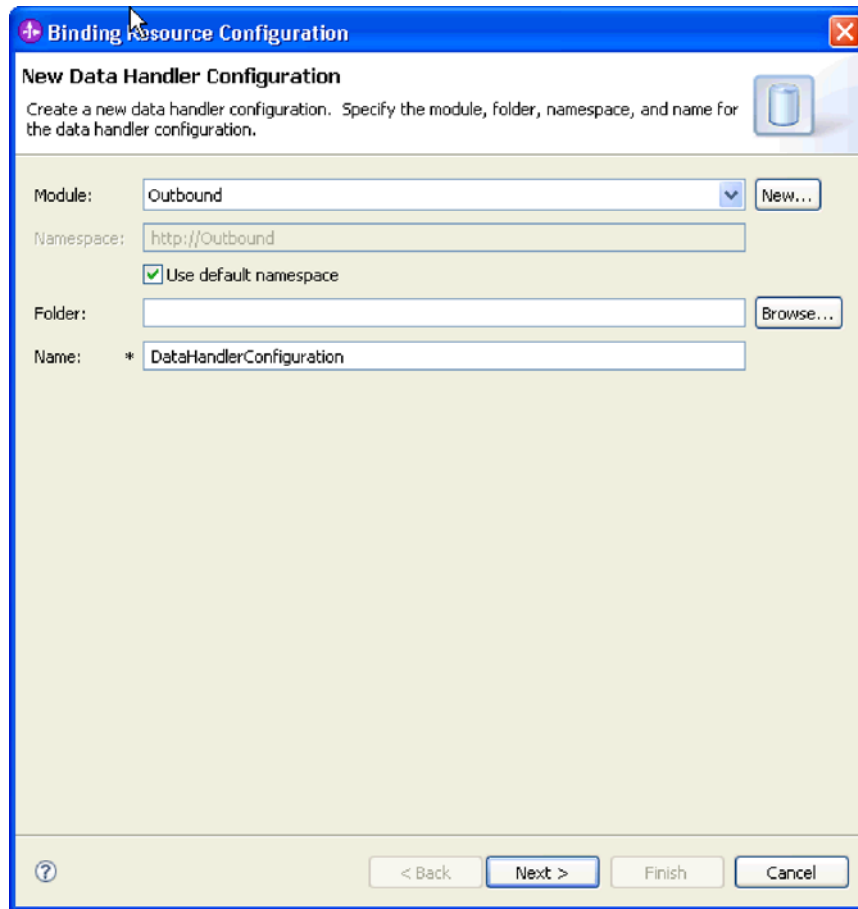 Binding Resource Configuration
New Data Handler Configuration
Create a new data handler configuration. Specify the module, folder, namespace, and name for
the data handler configuration.
Module: Outbound New...
Namespace: http://Outbound
Use default namespace
Folder: Browse...
Name: * DataHandlerConfiguration
? < Back Next > Finish Cancel